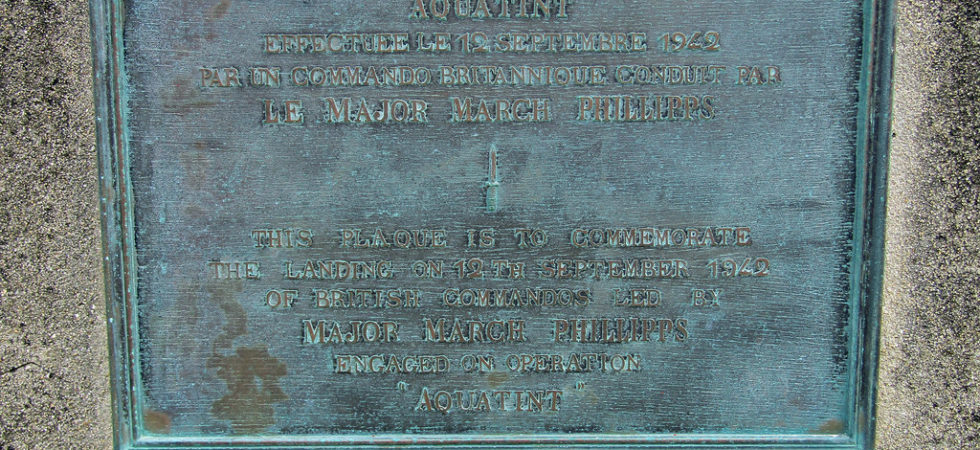 AQUATINT
EFFECTUEE LE 12 SEPTEMBRE 1942
PAR UN COMMANDO BRITANNIQUE CONDUIT PAR
LE MAJOR MARCH PHILLIPPS
THIS PLAQUE IS TO COMMEMORATE
THE LANDING ON 12TH SEPTEMBER 1942
OF BRITISH COMMANDOS LED BY
MAJOR MARCH PHILLIPPS
ENGAGED ON OPERATION
"AQUATINT"